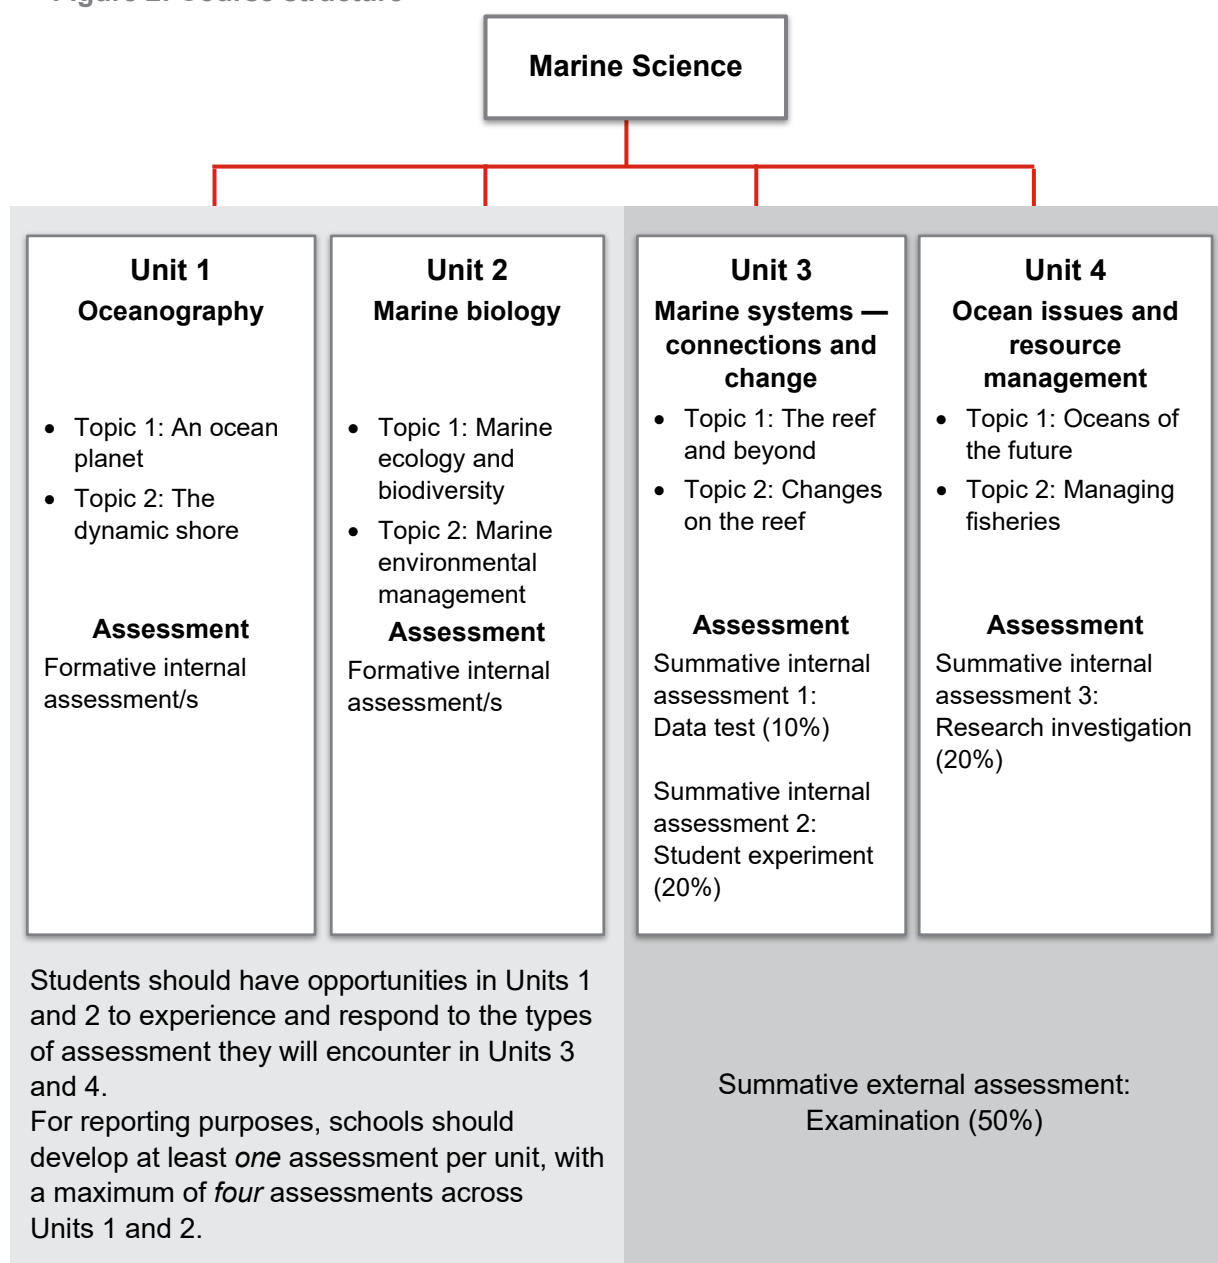 Figure 2: Course structure
Marine Science
Unit 1
Oceanography
• Topic 1: An ocean
planet
• Topic 2: The
dynamic shore
Assessment
Formative internal
assessment/s
Unit 2
Marine biology
• Topic 1: Marine
ecology and
biodiversity
• Topic 2: Marine
environmental
management
Assessment
Formative internal
assessment/s
Unit 3
Marine systems —
connections and
change
• Topic 1: The reef
and beyond
• Topic 2: Changes
on the reef
Assessment
Summative internal
assessment 1:
Data test (10%)
Summative internal
assessment 2:
Student experiment
(20%)
Unit 4
Ocean issues and
resource
management
• Topic 1: Oceans of
the future
• Topic 2: Managing
fisheries
Assessment
Summative internal
assessment 3:
Research investigation
(20%)
Students should have opportunities in Units 1
and 2 to experience and respond to the types
of assessment they will encounter in Units 3
and 4.
For reporting purposes, schools should
develop at least one assessment per unit, with
a maximum of four assessments across
Units 1 and 2.
Summative external assessment:
Examination (50%)